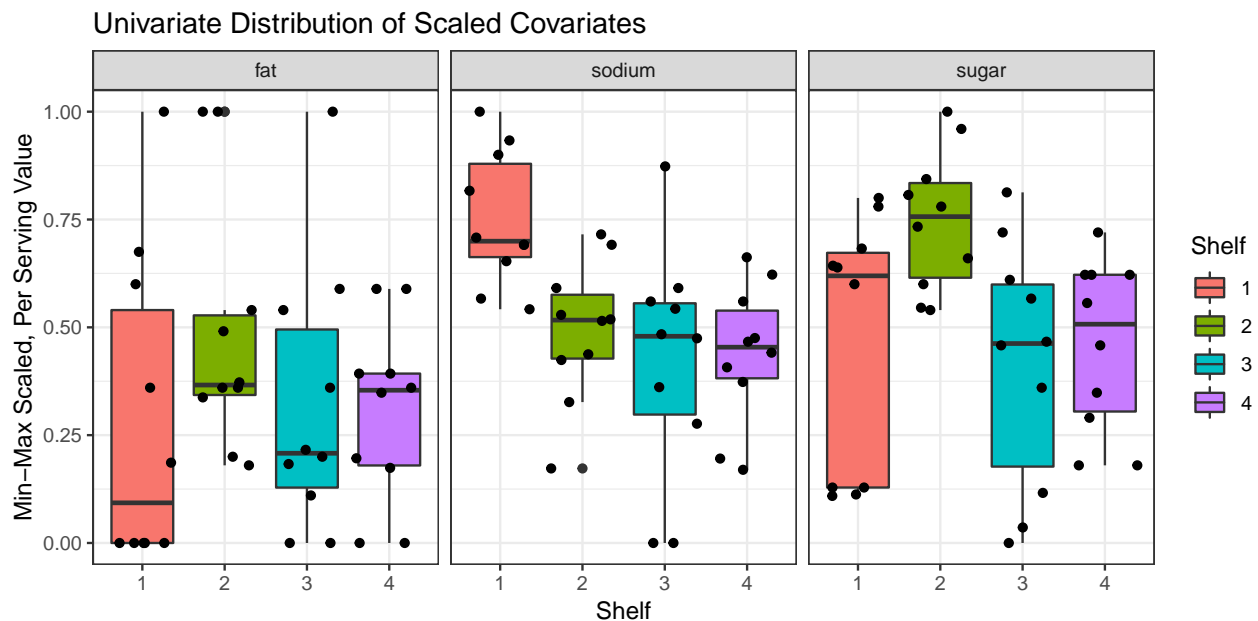 Univariate Distribution of Scaled Covariates
fat
sodium
sugar
Min−Max Scaled, Per Serving Value
1.00
0.75
0.50
0.25
0.00
1 2 3 4
1 2 3 4
1 2 3 4
Shelf
Shelf
1
2
3
4